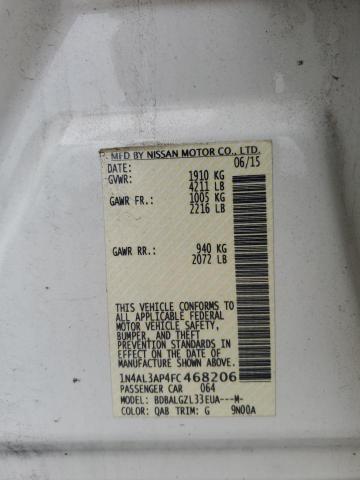 MFD BY NISSAN MOTOR CO., LTD.
DATE: 06/15
GVWR: 1910 KG
4211 LB
GAWR FR.: 1005 KG
2216 LB
GAWR RR.: 940 KG
2072 LB
THIS VEHICLE CONFORMS TO
ALL APPLICABLE FEDERAL
MOTOR VEHICLE SAFETY,
BUMPER, AND THEFT
PREVENTION STANDARDS IN
EFFECT ON THE DATE OF
MANUFACTURE SHOWN ABOVE.
1N4AL3AP4FC468206
PASSENGER CAR 064
MODEL: BDBALGZL33EUA---M-
COLOR: QAB TRIM: G 9N00A